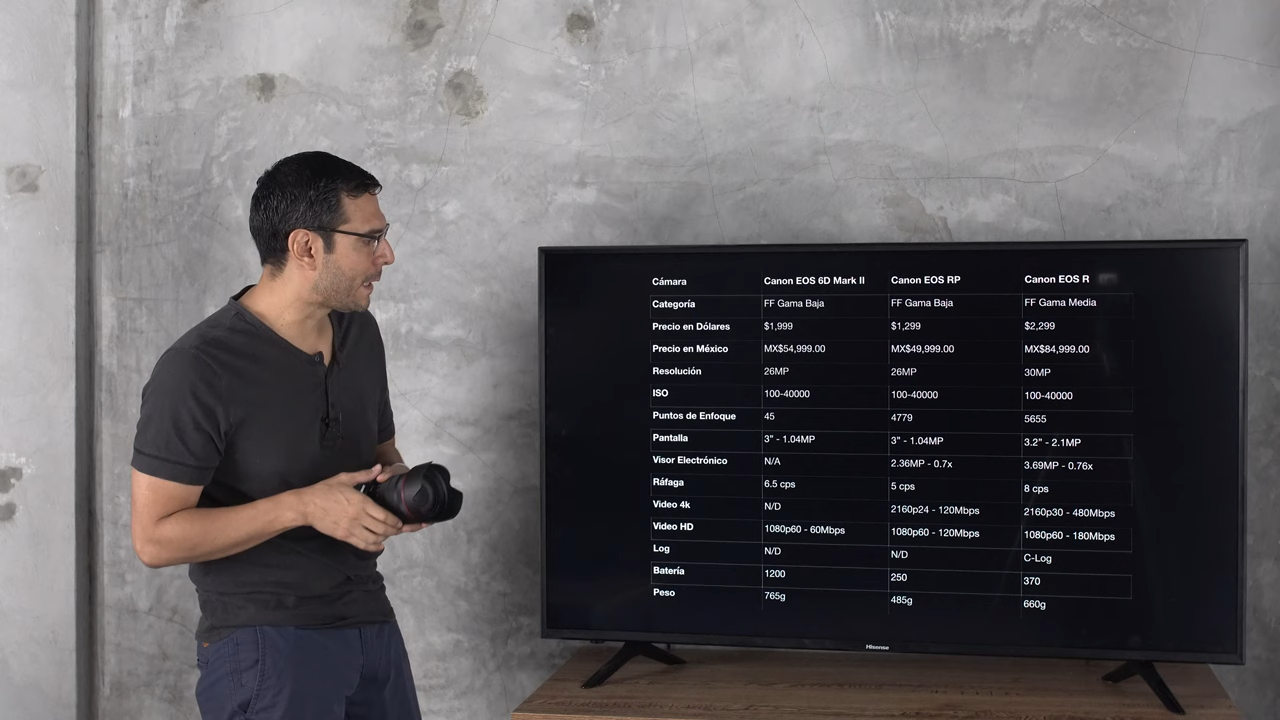 Cámara Canon EOS 6D Mark II Canon EOS RP Canon EOS R
Categoría FF Gama Baja FF Gama Baja FF Gama Media
Precio en Dólares $1,999 $1,299 $2,299
Precio en México MX$54,999.00 MX$49,999.00 MX$84,999.00
Resolución 26MP 26MP 30MP
ISO 100-40000 100-40000 100-40000
Puntos de Enfoque 45 4779 5655
Pantalla 3" - 1.04MP 3" - 1.04MP 3.2" - 2.1MP
Visor Electrónico N/A 2.36MP - 0.7x 3.69MP - 0.76x
Ráfaga 6.5 cps 5 cps 8 cps
Video 4k N/D 2160p24 - 120Mbps 2160p30 - 480Mbps
Video HD 1080p60 - 60Mbps 1080p60 - 120Mbps 1080p60 - 180Mbps
Log N/D N/D C-Log
Batería 1200 250 370
Peso 765g 485g 660g
Hisense